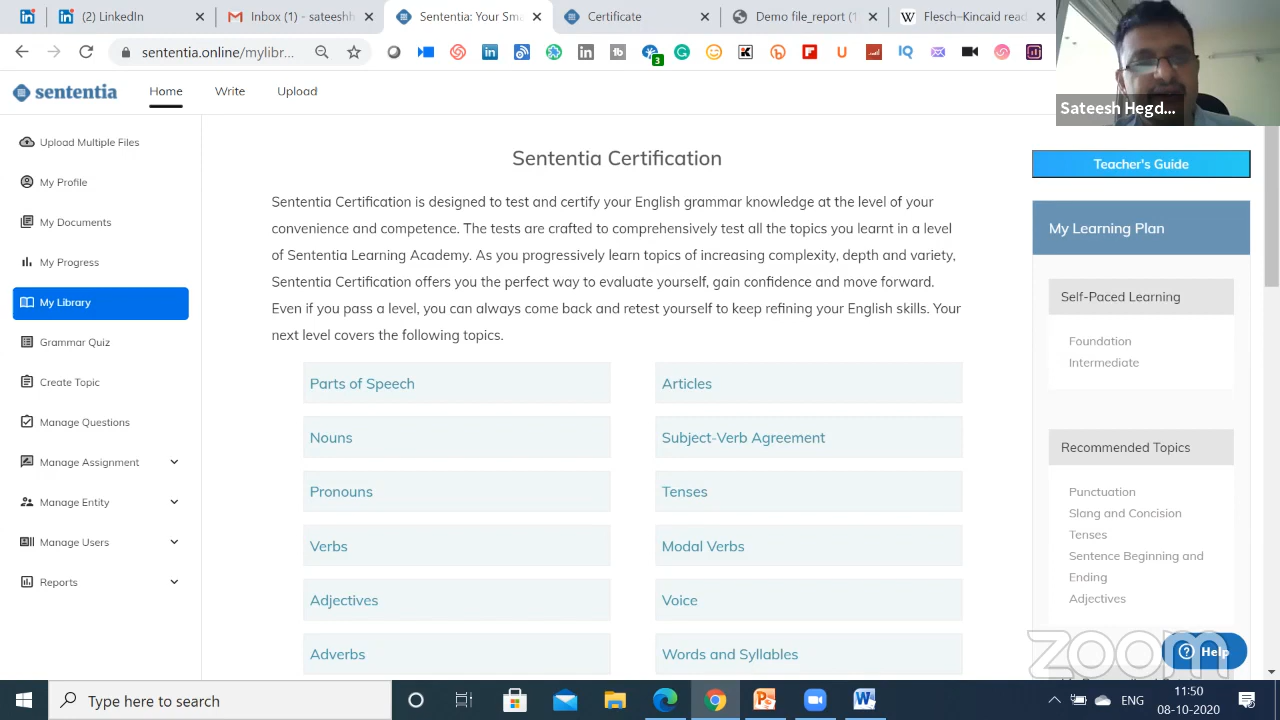 (2) LinkedIn
Inbox (1) - sateeshh
Sententia: Your Sm
Certificate
Demo file_report (1
Flesch–Kincaid read
sententia.online/mylibr...
3
sententia
Home
Write
Upload
Sateesh Hegd...
Upload Multiple Files
My Profile
My Documents
My Progress
My Library
Grammar Quiz
Create Topic
Manage Questions
Manage Assignment
Manage Entity
Manage Users
Reports
Sententia Certification
Sententia Certification is designed to test and certify your English grammar knowledge at the level of your
convenience and competence. The tests are crafted to comprehensively test all the topics you learnt in a level
of Sententia Learning Academy. As you progressively learn topics of increasing complexity, depth and variety,
Sententia Certification offers you the perfect way to evaluate yourself, gain confidence and move forward.
Even if you pass a level, you can always come back and retest yourself to keep refining your English skills. Your
next level covers the following topics.
Parts of Speech
Articles
Nouns
Subject-Verb Agreement
Pronouns
Tenses
Verbs
Modal Verbs
Adjectives
Voice
Adverbs
Words and Syllables
Teacher's Guide
My Learning Plan
Self-Paced Learning
Foundation
Intermediate
Recommended Topics
Punctuation
Slang and Concision
Tenses
Sentence Beginning and
Ending
Adjectives
zoom
Help
Type here to search
ENG
11:50
08-10-2020